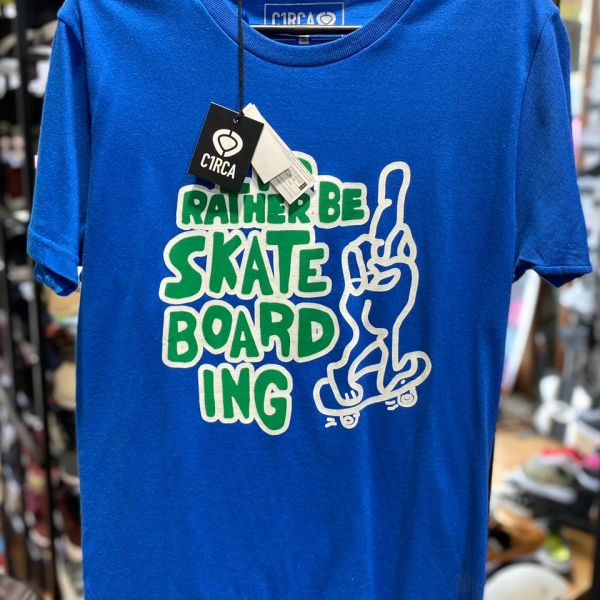 C1RCA
C1RCA
RATHER BE
SKATE
BOARD
ING